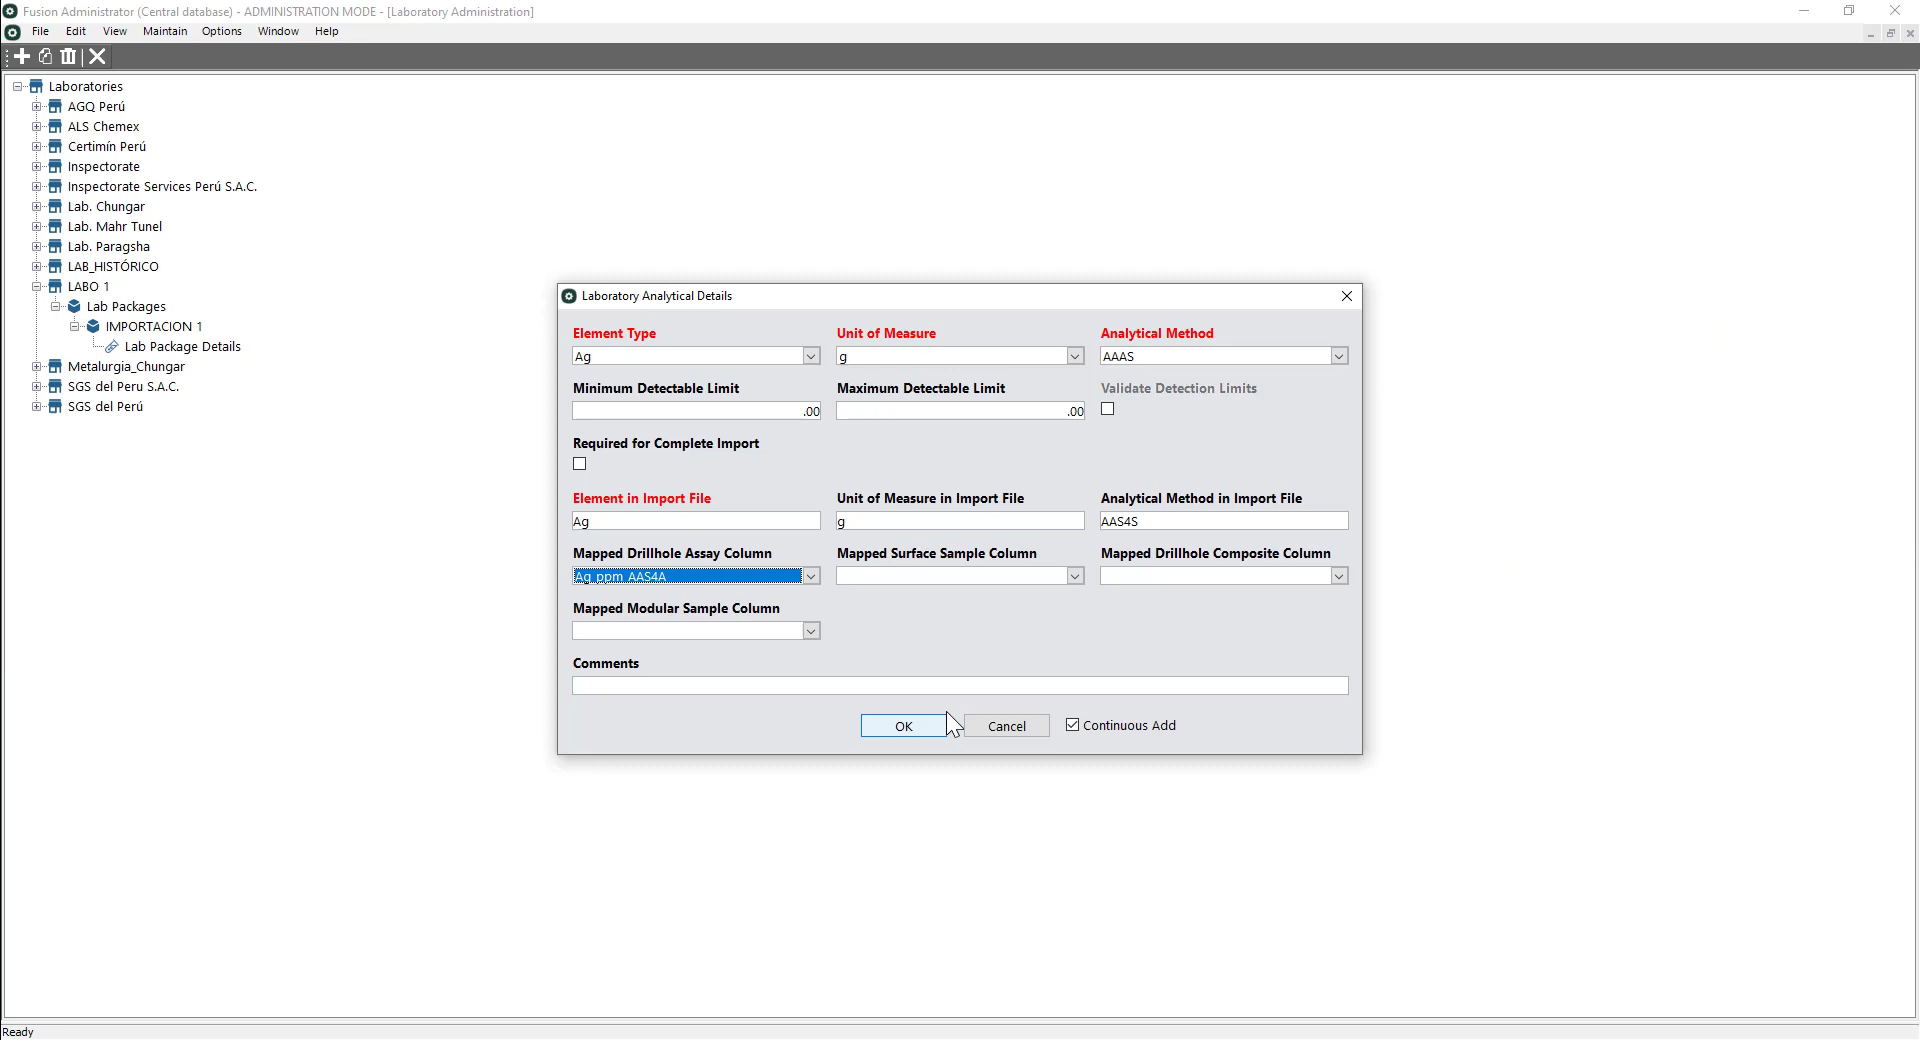 Fusion Administrator (Central database) - ADMINISTRATION MODE - [Laboratory Administration]
File Edit View Maintain Options Window Help
Laboratories
AGQ Perú
ALS Chemex
Certimín Perú
Inspectorate
Inspectorate Services Perú S.A.C.
Lab. Chungar
Lab. Mahr Tunel
Lab. Paragsha
LAB_HISTÓRICO
LABO 1
Lab Packages
IMPORTACION 1
Lab Package Details
Metalurgia_Chungar
SGS del Peru S.A.C.
SGS del Perú
Laboratory Analytical Details
Element Type Unit of Measure Analytical Method
Ag g AAAS
Minimum Detectable Limit Maximum Detectable Limit Validate Detection Limits
.00 .00
Required for Complete Import
Element in Import File Unit of Measure in Import File Analytical Method in Import File
Ag g AAS4S
Mapped Drillhole Assay Column Mapped Surface Sample Column Mapped Drillhole Composite Column
Ag_ppm_AAS4A
Mapped Modular Sample Column
Comments
OK Cancel Continuous Add
Ready